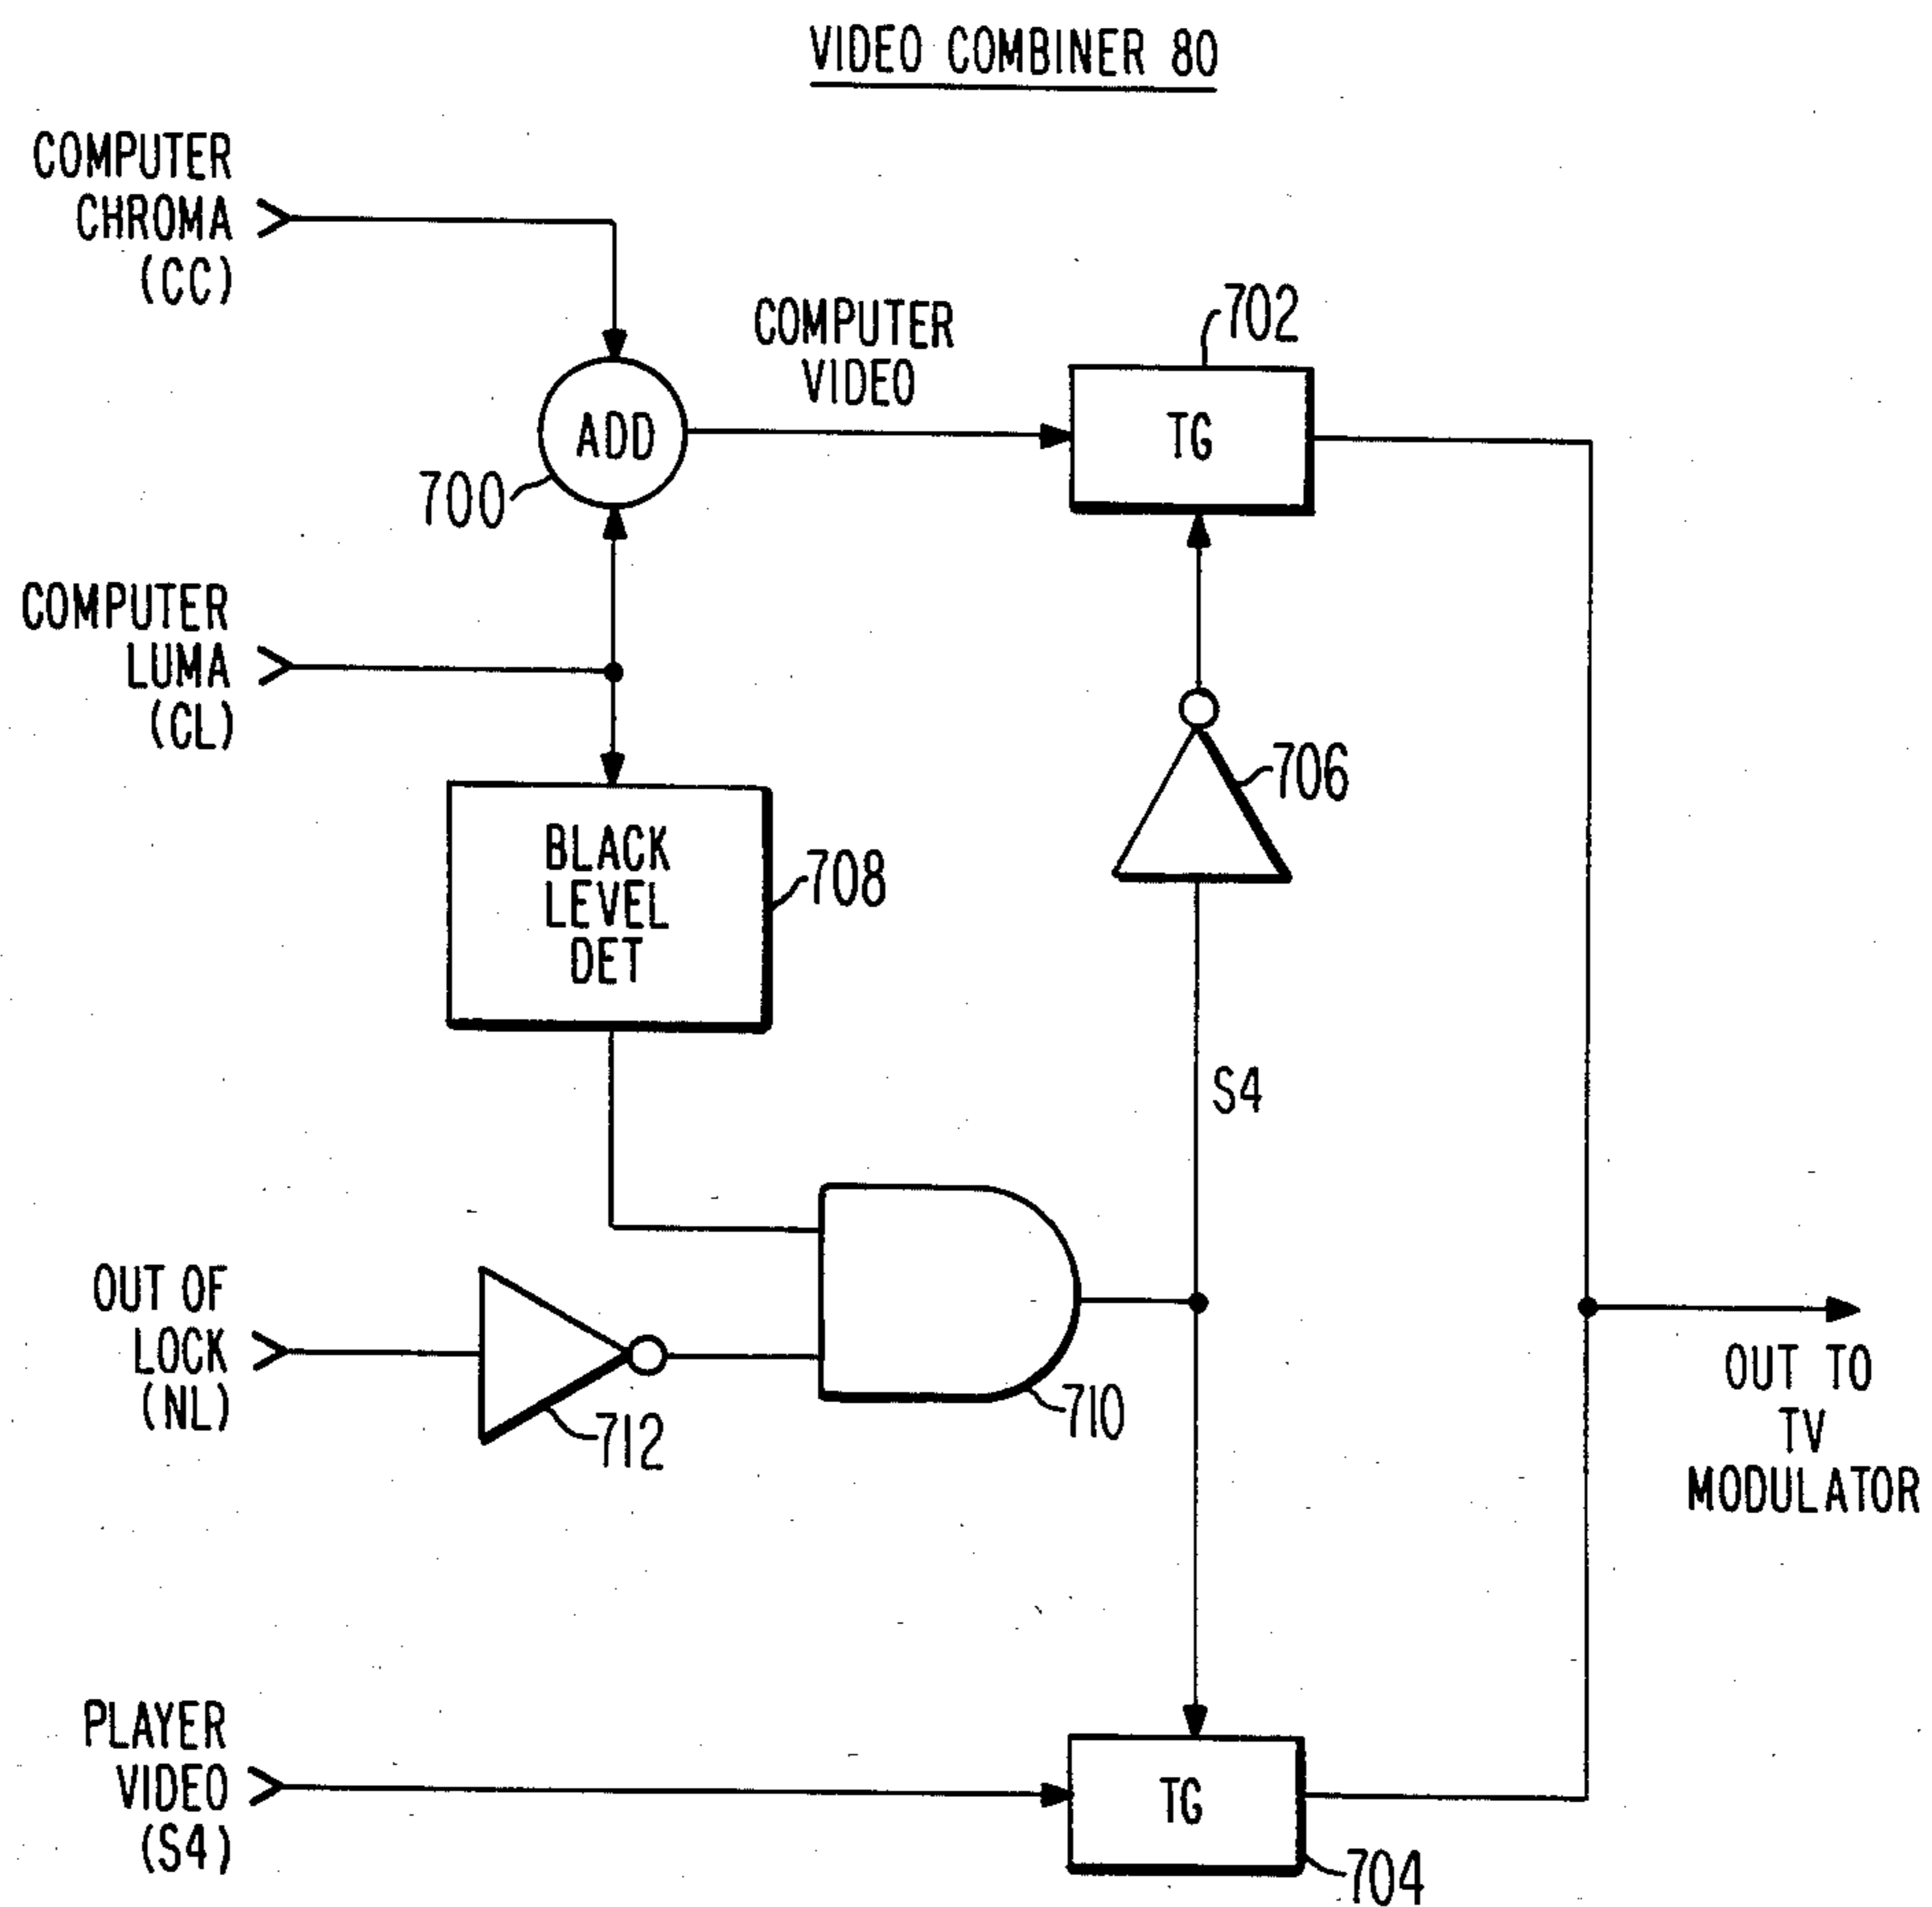 VIDEO COMBINER 80
COMPUTER
CHROMA
(CC)
COMPUTER
VIDEO
702
ADD
TG
700
COMPUTER
LUMA
(CL)
706
BLACK
LEVEL
DET
708
S4
OUT OF
LOCK
(NL)
712
710
OUT TO
TV
MODULATOR
PLAYER
VIDEO
(S4)
TG
704